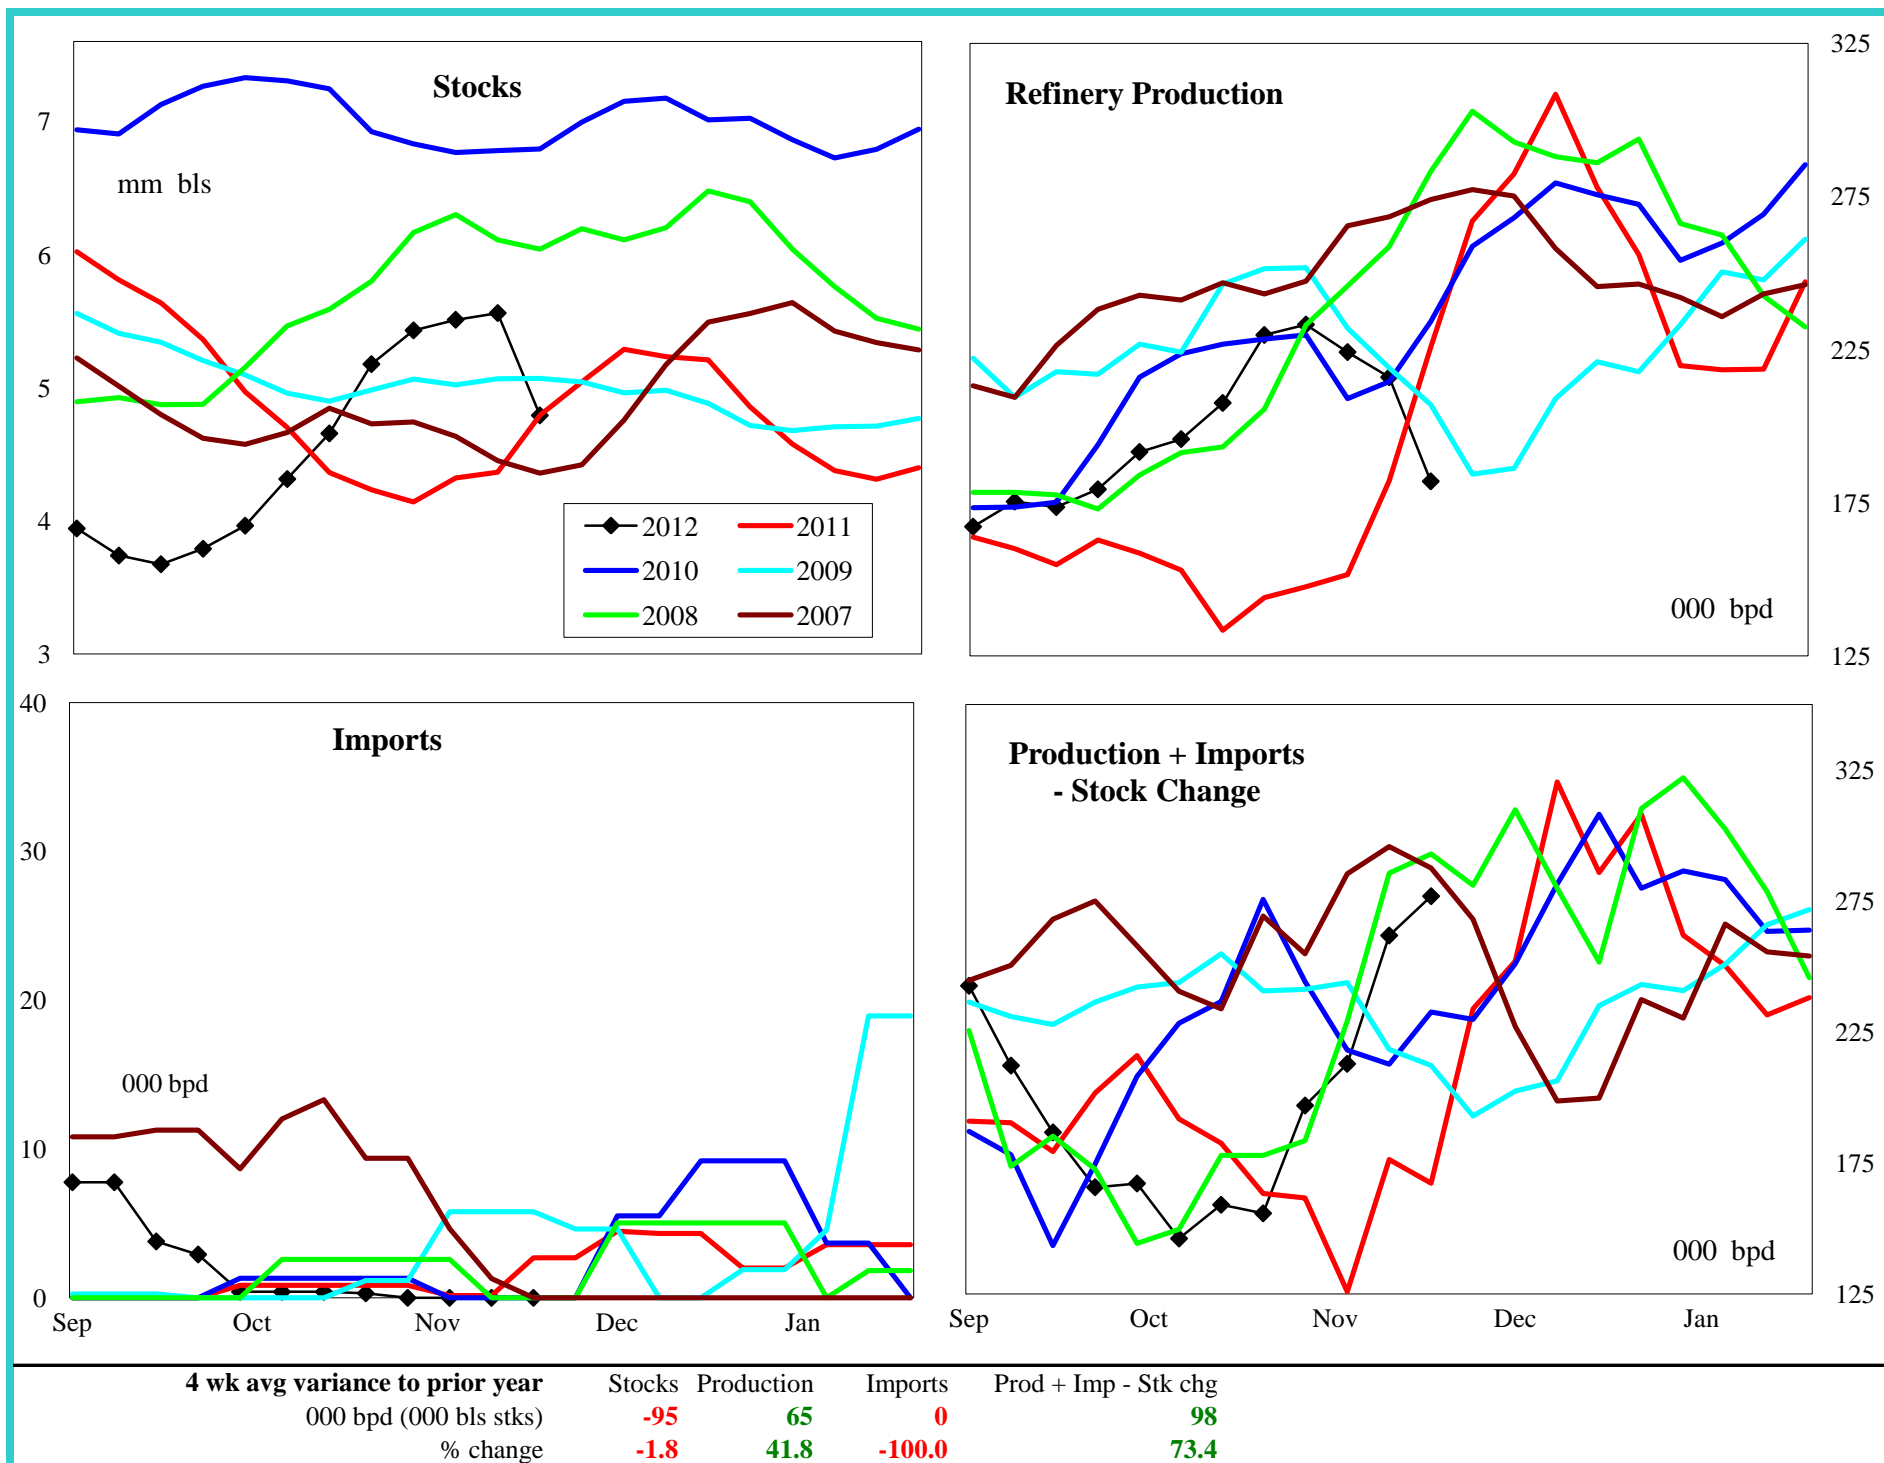 Stocks
mm bls
7
6
5
4
3
2012 2011
2010 2009
2008 2007
Refinery Production
000 bpd
325
275
225
175
125
Imports
000 bpd
40
30
20
10
0
Sep Oct Nov Dec Jan
Production + Imports
- Stock Change
000 bpd
325
275
225
175
125
Sep Oct Nov Dec Jan
4 wk avg variance to prior year Stocks Production Imports Prod + Imp - Stk chg
000 bpd (000 bls stks) -95 65 0 98
% change -1.8 41.8 -100.0 73.4